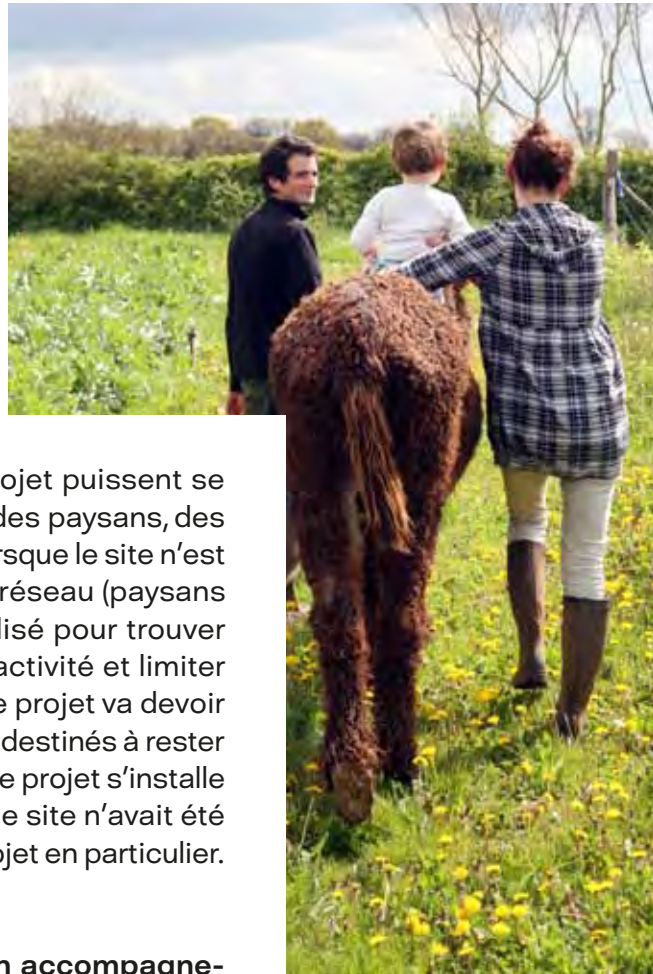 ojet puissent se
des paysans, des
rsque le site n'est
réseau (paysans
lisé pour trouver
activité et limiter
e projet va devoir
destinés à rester
e projet s'installe
e site n'avait été
ojet en particulier.
n accompagne-